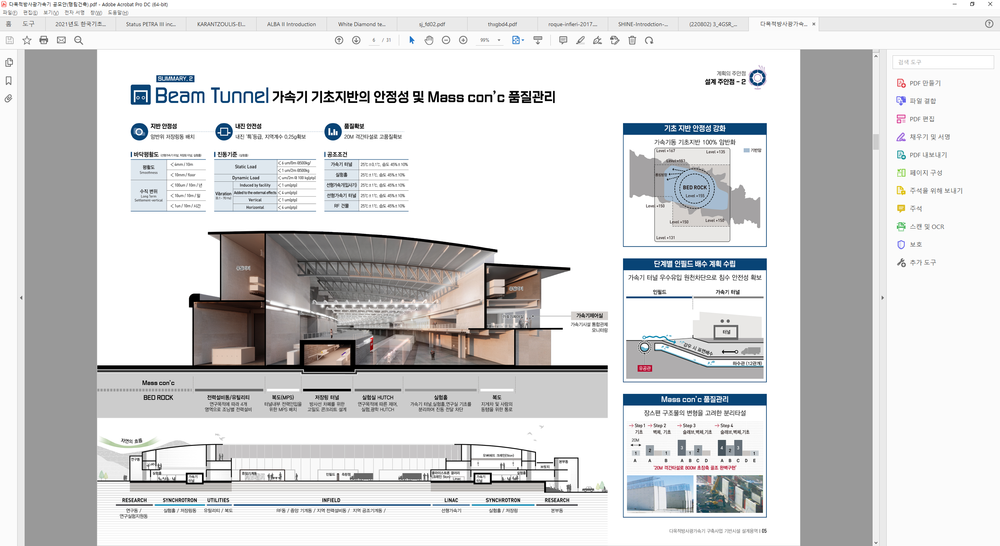 다목적방사광가속기 공모안(행림건축).pdf - Adobe Acrobat Pro DC (64-bit)
파일(F) 편집(E) 보기(V) 전자 서명 창(W) 도움말(H)
홈 도구 2021년도 한국기초... Status PETRA III inc... KARANTZOULIS-El... ALBA II Introduction White Diamond te... sj_fd02.pdf thxgbd4.pdf roque-infieri-2017.... SHINE-Introdction-... (220802) 3_4GSR_... 다목적방사광가속...
6 / 31 99%
검색 도구
PDF 만들기
파일 결합
PDF 편집
채우기 및 서명
PDF 내보내기
페이지 구성
주석을 위해 보내기
주석
스캔 및 OCR
보호
추가 도구
계획의 주안점
설계 주안점 - 2
SUMMARY. 2
Beam Tunnel 가속기 기초지반의 안정성 및 Mass con'c 품질관리
지반 안정성
암반위 저장링동 배치
내진 안전성
내진 '특'등급, 지역계수 0.25g확보
품질확보
20M 격간타설로 고품질확보
바닥평활도 (선형가속기 터널, 저장링 터널, 실험홀)
평활도
Smoothness
< 4mm / 10m
< 10mm / floor
수직 변위
Long Term
Settlement-vertical
< 100um / 10m / 년
< 10um / 10m / 일
< 1un / 10m / 시간
진동기준 (실험홀)
Static Load
< 6 um/0m @500kg/
< 1 um/2m @500kg
Dynamic Load < um/2m @ 100 kg(ptp)
Vibration
(0.1 - 70 Hz)
Induced by facility < 1 um(ptp)
Added to the external effects < 4 um(ptp)
Vertical < 1 um(ptp)
Horizontal < 4 um(ptp)
공조조건
가속기 터널 25℃±0.1℃, 습도 45%±10%
실험홀 25℃±1℃, 습도 45%±10%
선형가속기(입사기) 25℃±1℃, 습도 45%±10%
선형가속기 터널 25℃±1℃, 습도 45%±10%
RF 건물 25℃±1℃, 습도 45%±10%
유틸리티
유틸리티
가속기제어실
가속기제어실
가속기시설 통합관제
모니터링
Mass con'c
BED ROCK
전력설비동/유틸리티
연구목적에 따라 4개
영역으로 조닝별 전력설비
복도(MPS)
터널내부 전력인입을
위한 MPS 배치
저장링 터널
방사선 차폐를 위한
고밀도 콘크리트 설계
실험실 HUTCH
연구목적에 따른 제어,
실험,광학 HUTCH
실험홀
가속기 터널,실험홀,연구실 기초를
분리하여 진동 전달 차단
복도
지게차 및 사람의
동행을 위한 통로
자연의 흐름
연구동
Lab
실험홀
가속기
터널
중앙기계동
인필드
측량점
클라이스트론 갤러리
(크레인 5ton)
Linac
오버헤드 크레인(5ton)
가속기
터널
실험홀
브릿지
본부동
RESEARCH
연구동 /
연구실험지원동
SYNCHROTRON
실험홀 / 저장링동
UTILITIES
유틸리티 / 복도
INFIELD
RF동 / 중앙 기계동 / 지역 전력설비동 / 지역 공조기계동 /
LINAC
선형가속기
SYNCHROTRON
실험홀 / 저장링
RESEARCH
본부동
기초 지반 안정성 강화
가속기동 기초지반 100% 암반화
기반암
Level +167
Level +135
Level +153
롱빔방향
BED ROCK
Level +155
Level +150
Level +150
Level +150
Level +131
단계별 인필드 배수 계획 수립
가속기 터널 우수유입 원천차단으로 침수 안전성 확보
인필드
가속기 터널
터널
강우 시 표면배수
하수관 (12관개)
유공관
Mass con'c 품질관리
장스팬 구조물의 변형을 고려한 분리타설
Step 1 Step 2 Step 3 Step 4
기초 벽체, 기초 슬래브,벽체,기초 슬래브,벽체,기초
20M
1 2 1 3 1 2 4 2 3 1
A A B A B C D A B C D E
'20M 격간타설로 800M 초장축 골조 완벽구현'
다목적방사광가속기 구축사업 기반시설 설계용역 I 05